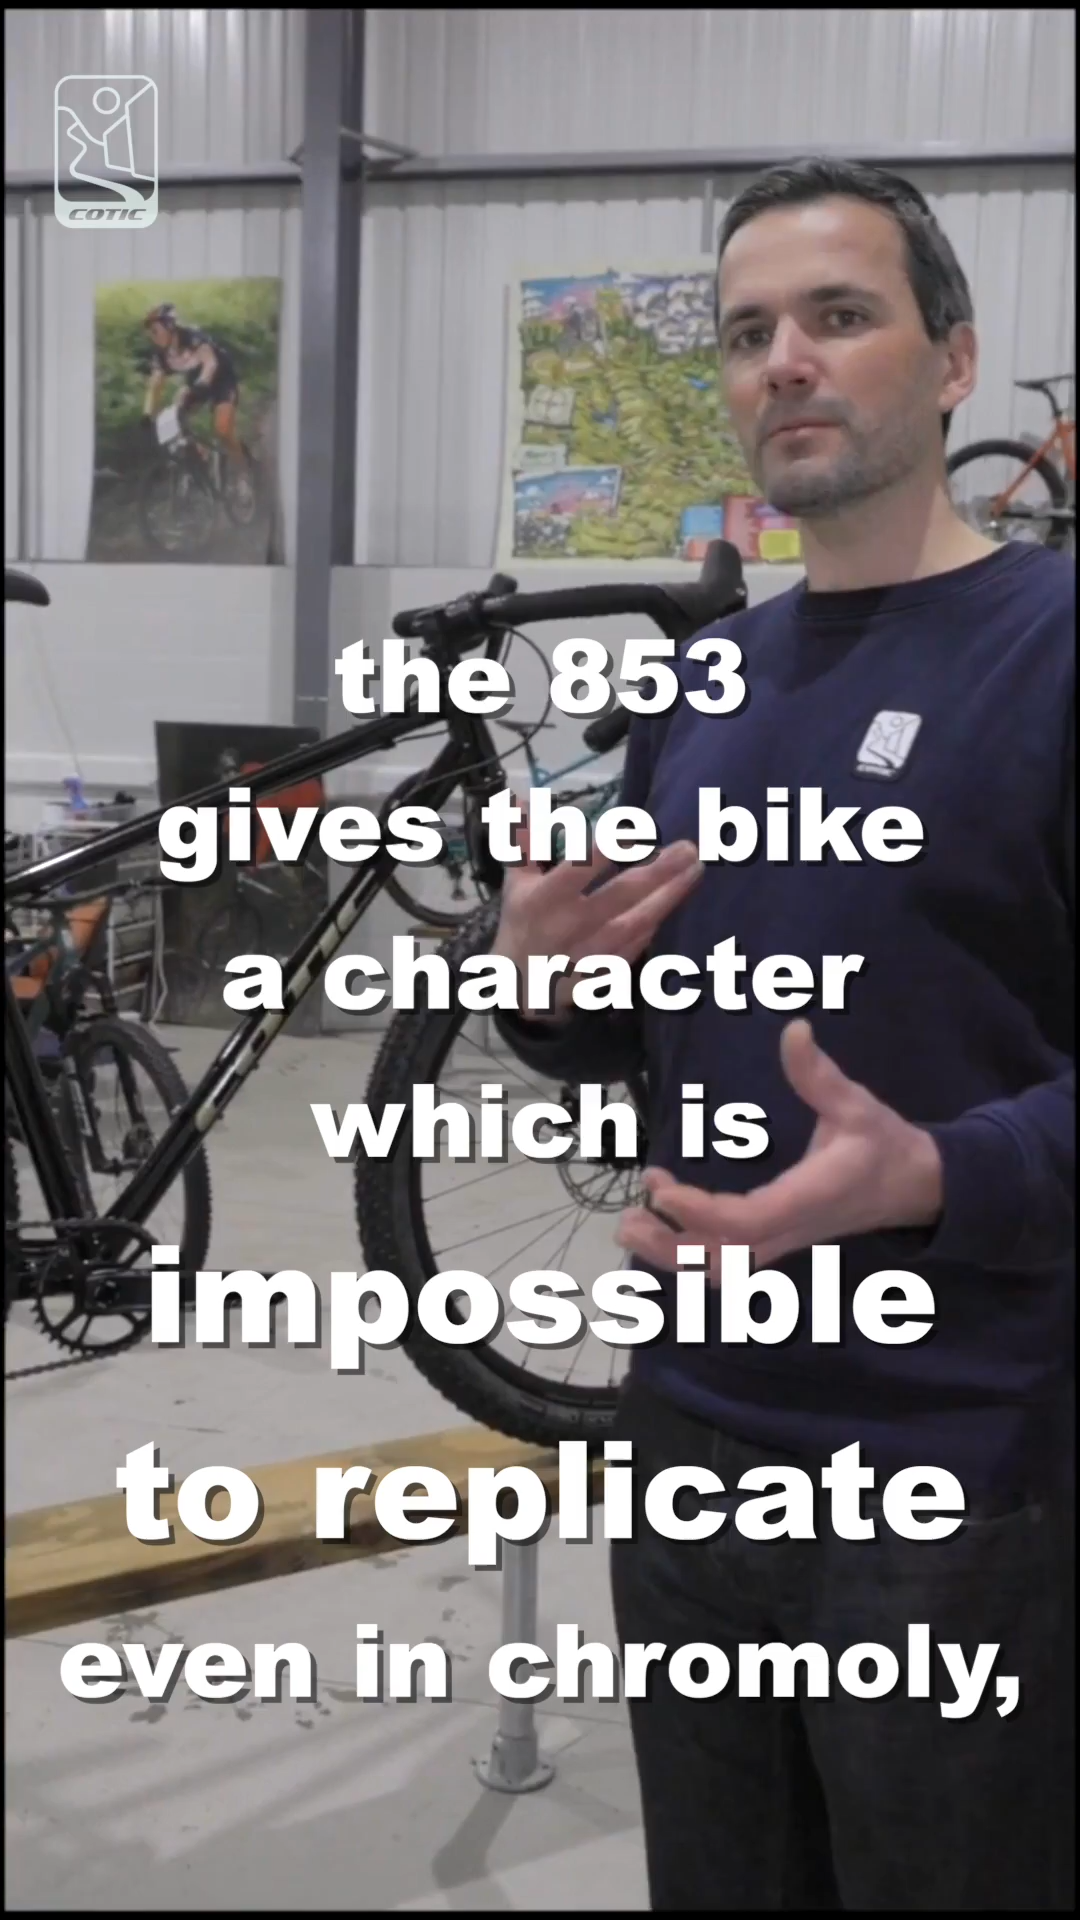 COTIC
the 853
gives the bike
a character
which is
impossible
to replicate
even in chromoly,